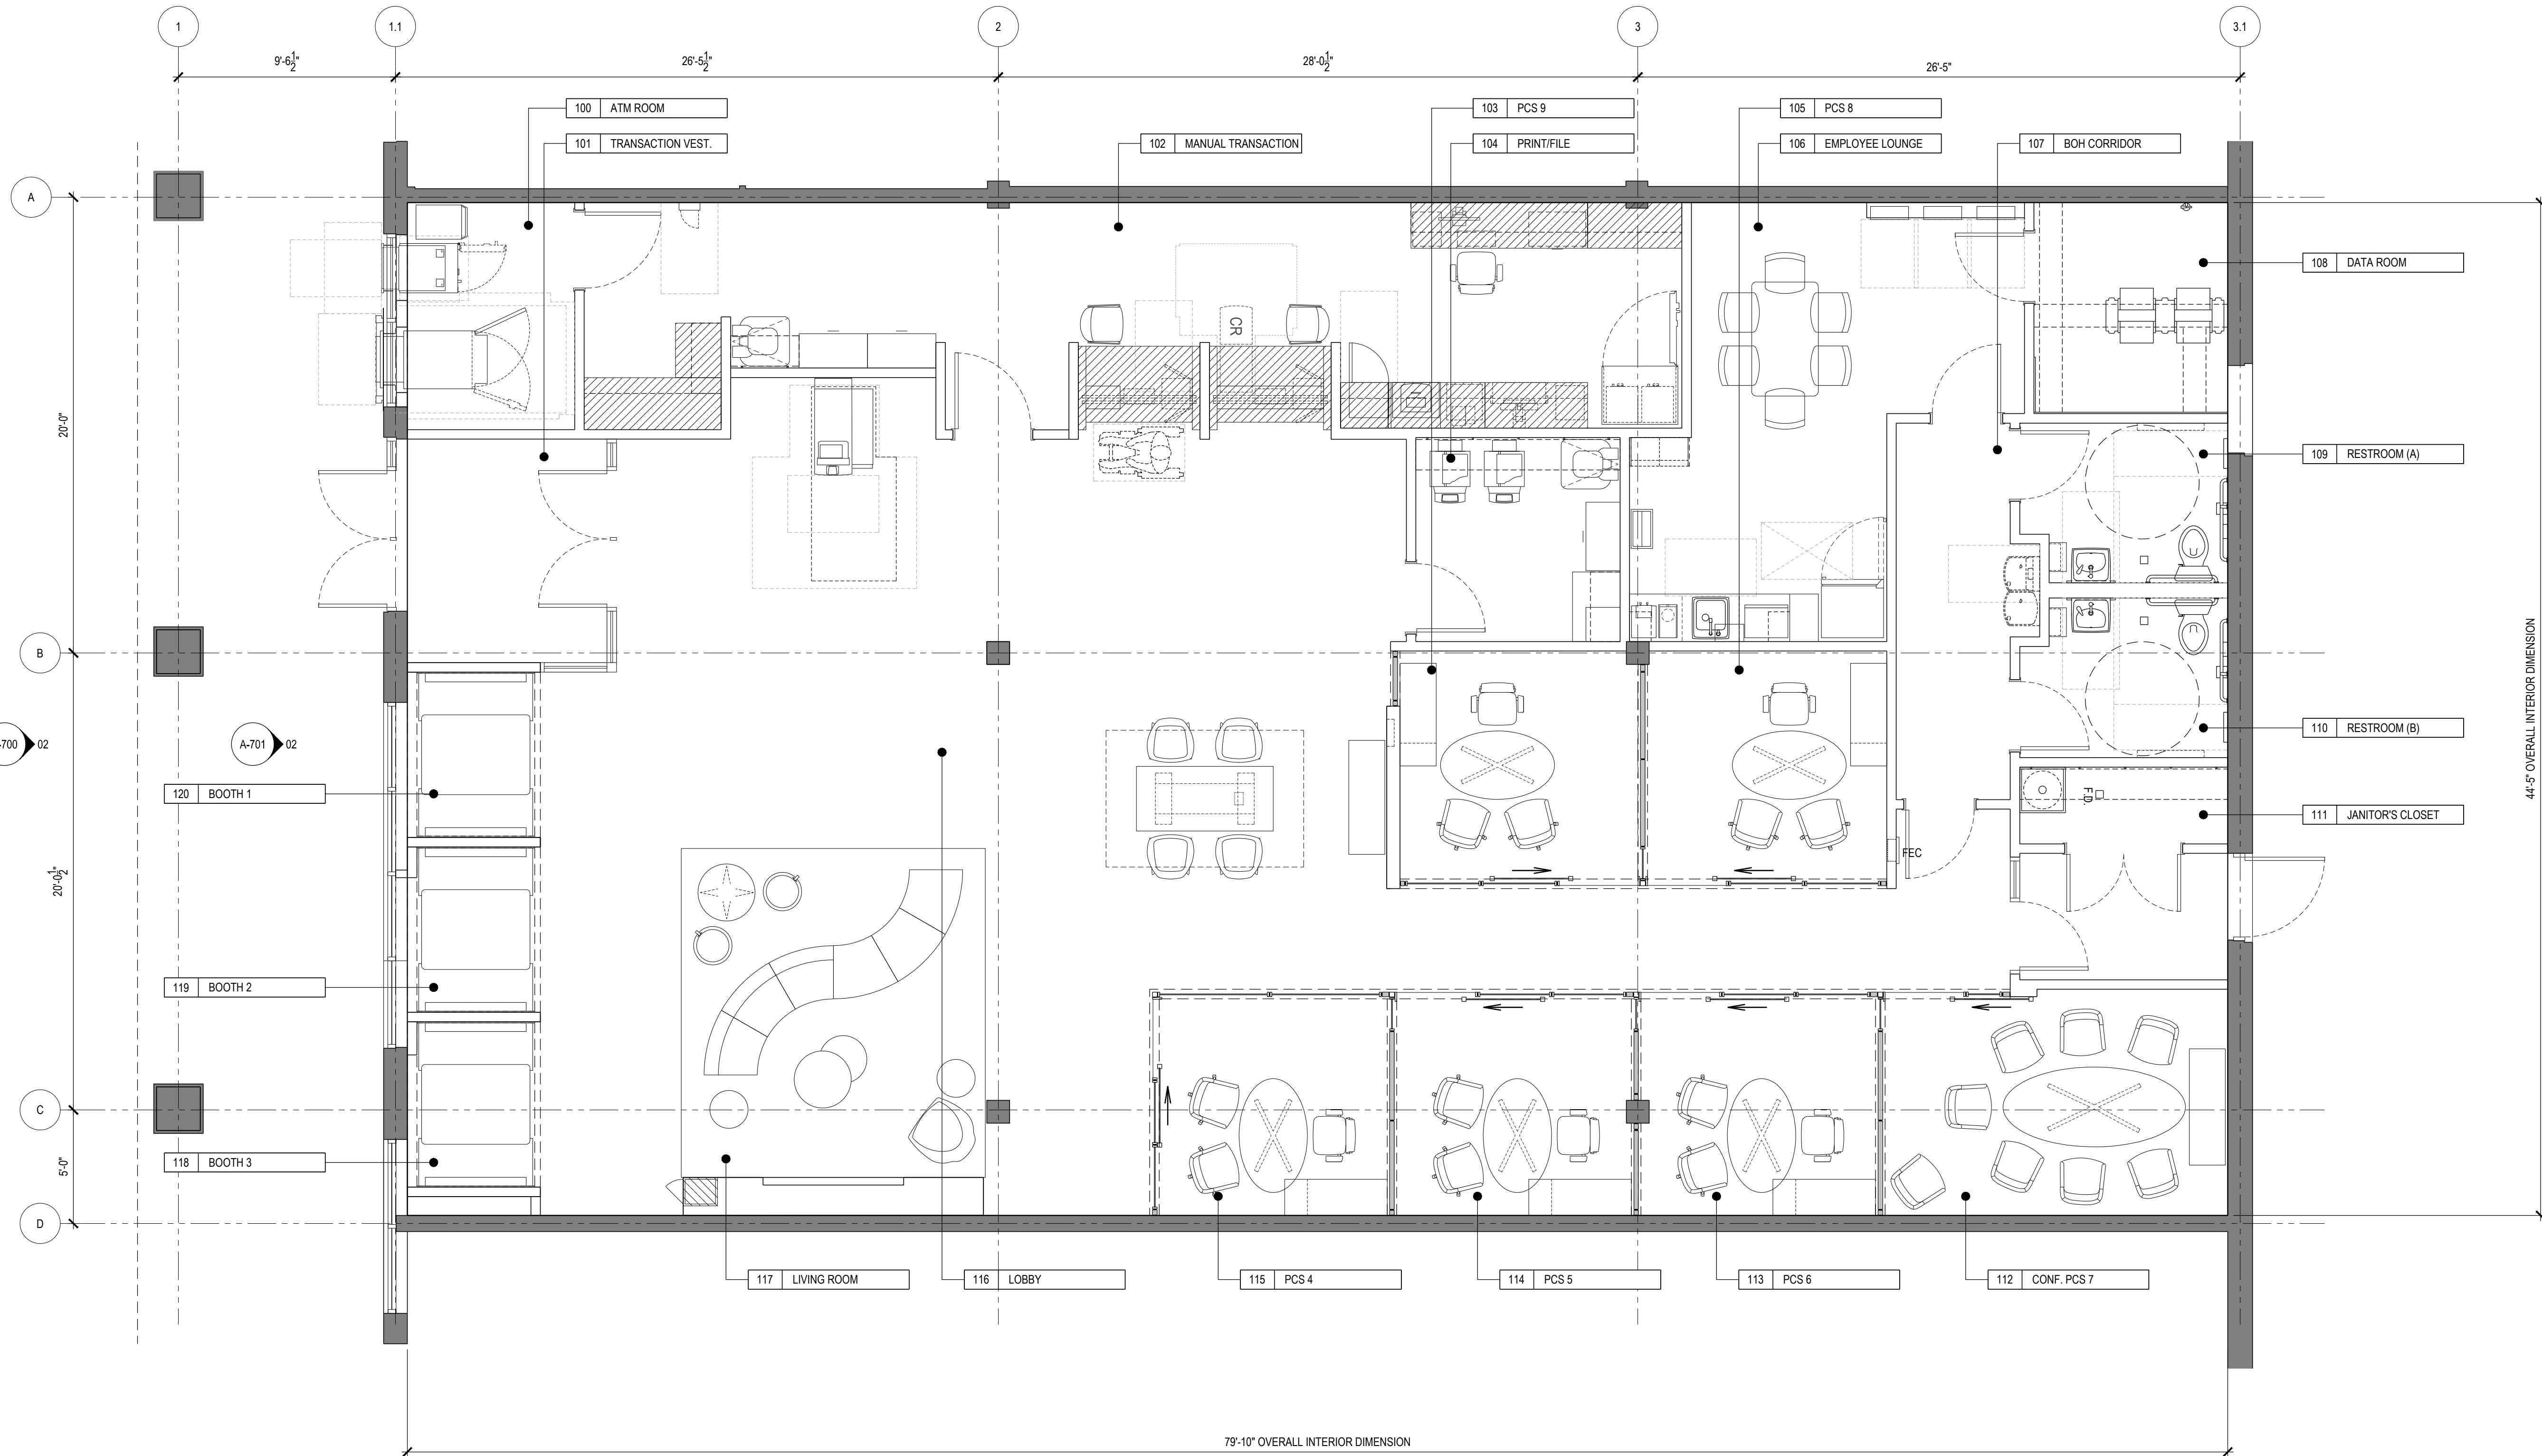 1
1.1
2
3
3.1
9'-6 1/2"
26'-5 1/2"
28'-0 1/2"
26'-5"
100 ATM ROOM
103 PCS 9
105 PCS 8
101 TRANSACTION VEST.
102 MANUAL TRANSACTION
104 PRINT/FILE
106 EMPLOYEE LOUNGE
107 BOH CORRIDOR
A
108 DATA ROOM
CR
20'-0"
109 RESTROOM (A)
B
44'-5" OVERALL INTERIOR DIMENSION
110 RESTROOM (B)
-700 02
A-701 02
120 BOOTH 1
F.D.
111 JANITOR'S CLOSET
FEC
20'-0 1/2"
119 BOOTH 2
C
118 BOOTH 3
5'-0"
D
117 LIVING ROOM
116 LOBBY
115 PCS 4
114 PCS 5
113 PCS 6
112 CONF. PCS 7
79'-10" OVERALL INTERIOR DIMENSION